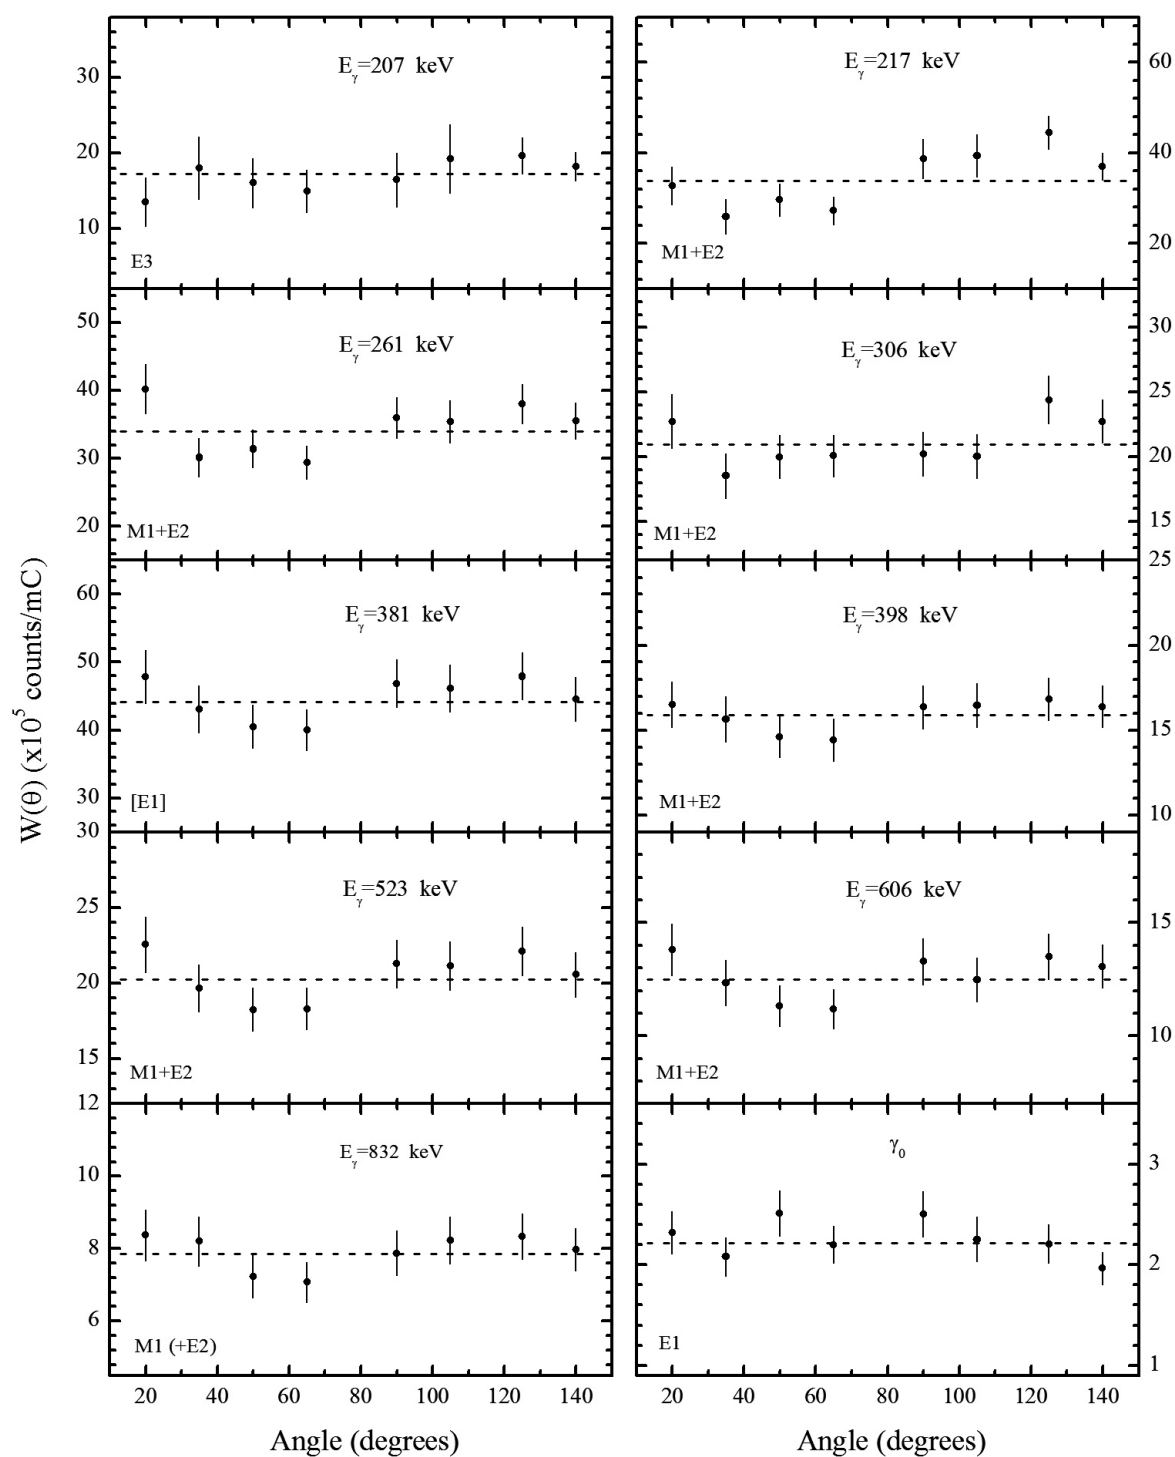 W(θ) (x10⁵ counts/mC)
Eγ=207 keV
30
20
10
E3
Eγ=217 keV
60
40
20
M1+E2
Eγ=261 keV
50
40
30
20
M1+E2
Eγ=306 keV
30
25
20
15
M1+E2
Eγ=381 keV
60
50
40
30
[E1]
Eγ=398 keV
25
20
15
10
M1+E2
Eγ=523 keV
30
25
20
15
M1+E2
Eγ=606 keV
15
10
M1+E2
Eγ=832 keV
12
10
8
6
M1 (+E2)
γ₀
3
2
1
E1
20 40 60 80 100 120 140
20 40 60 80 100 120 140
Angle (degrees)
Angle (degrees)